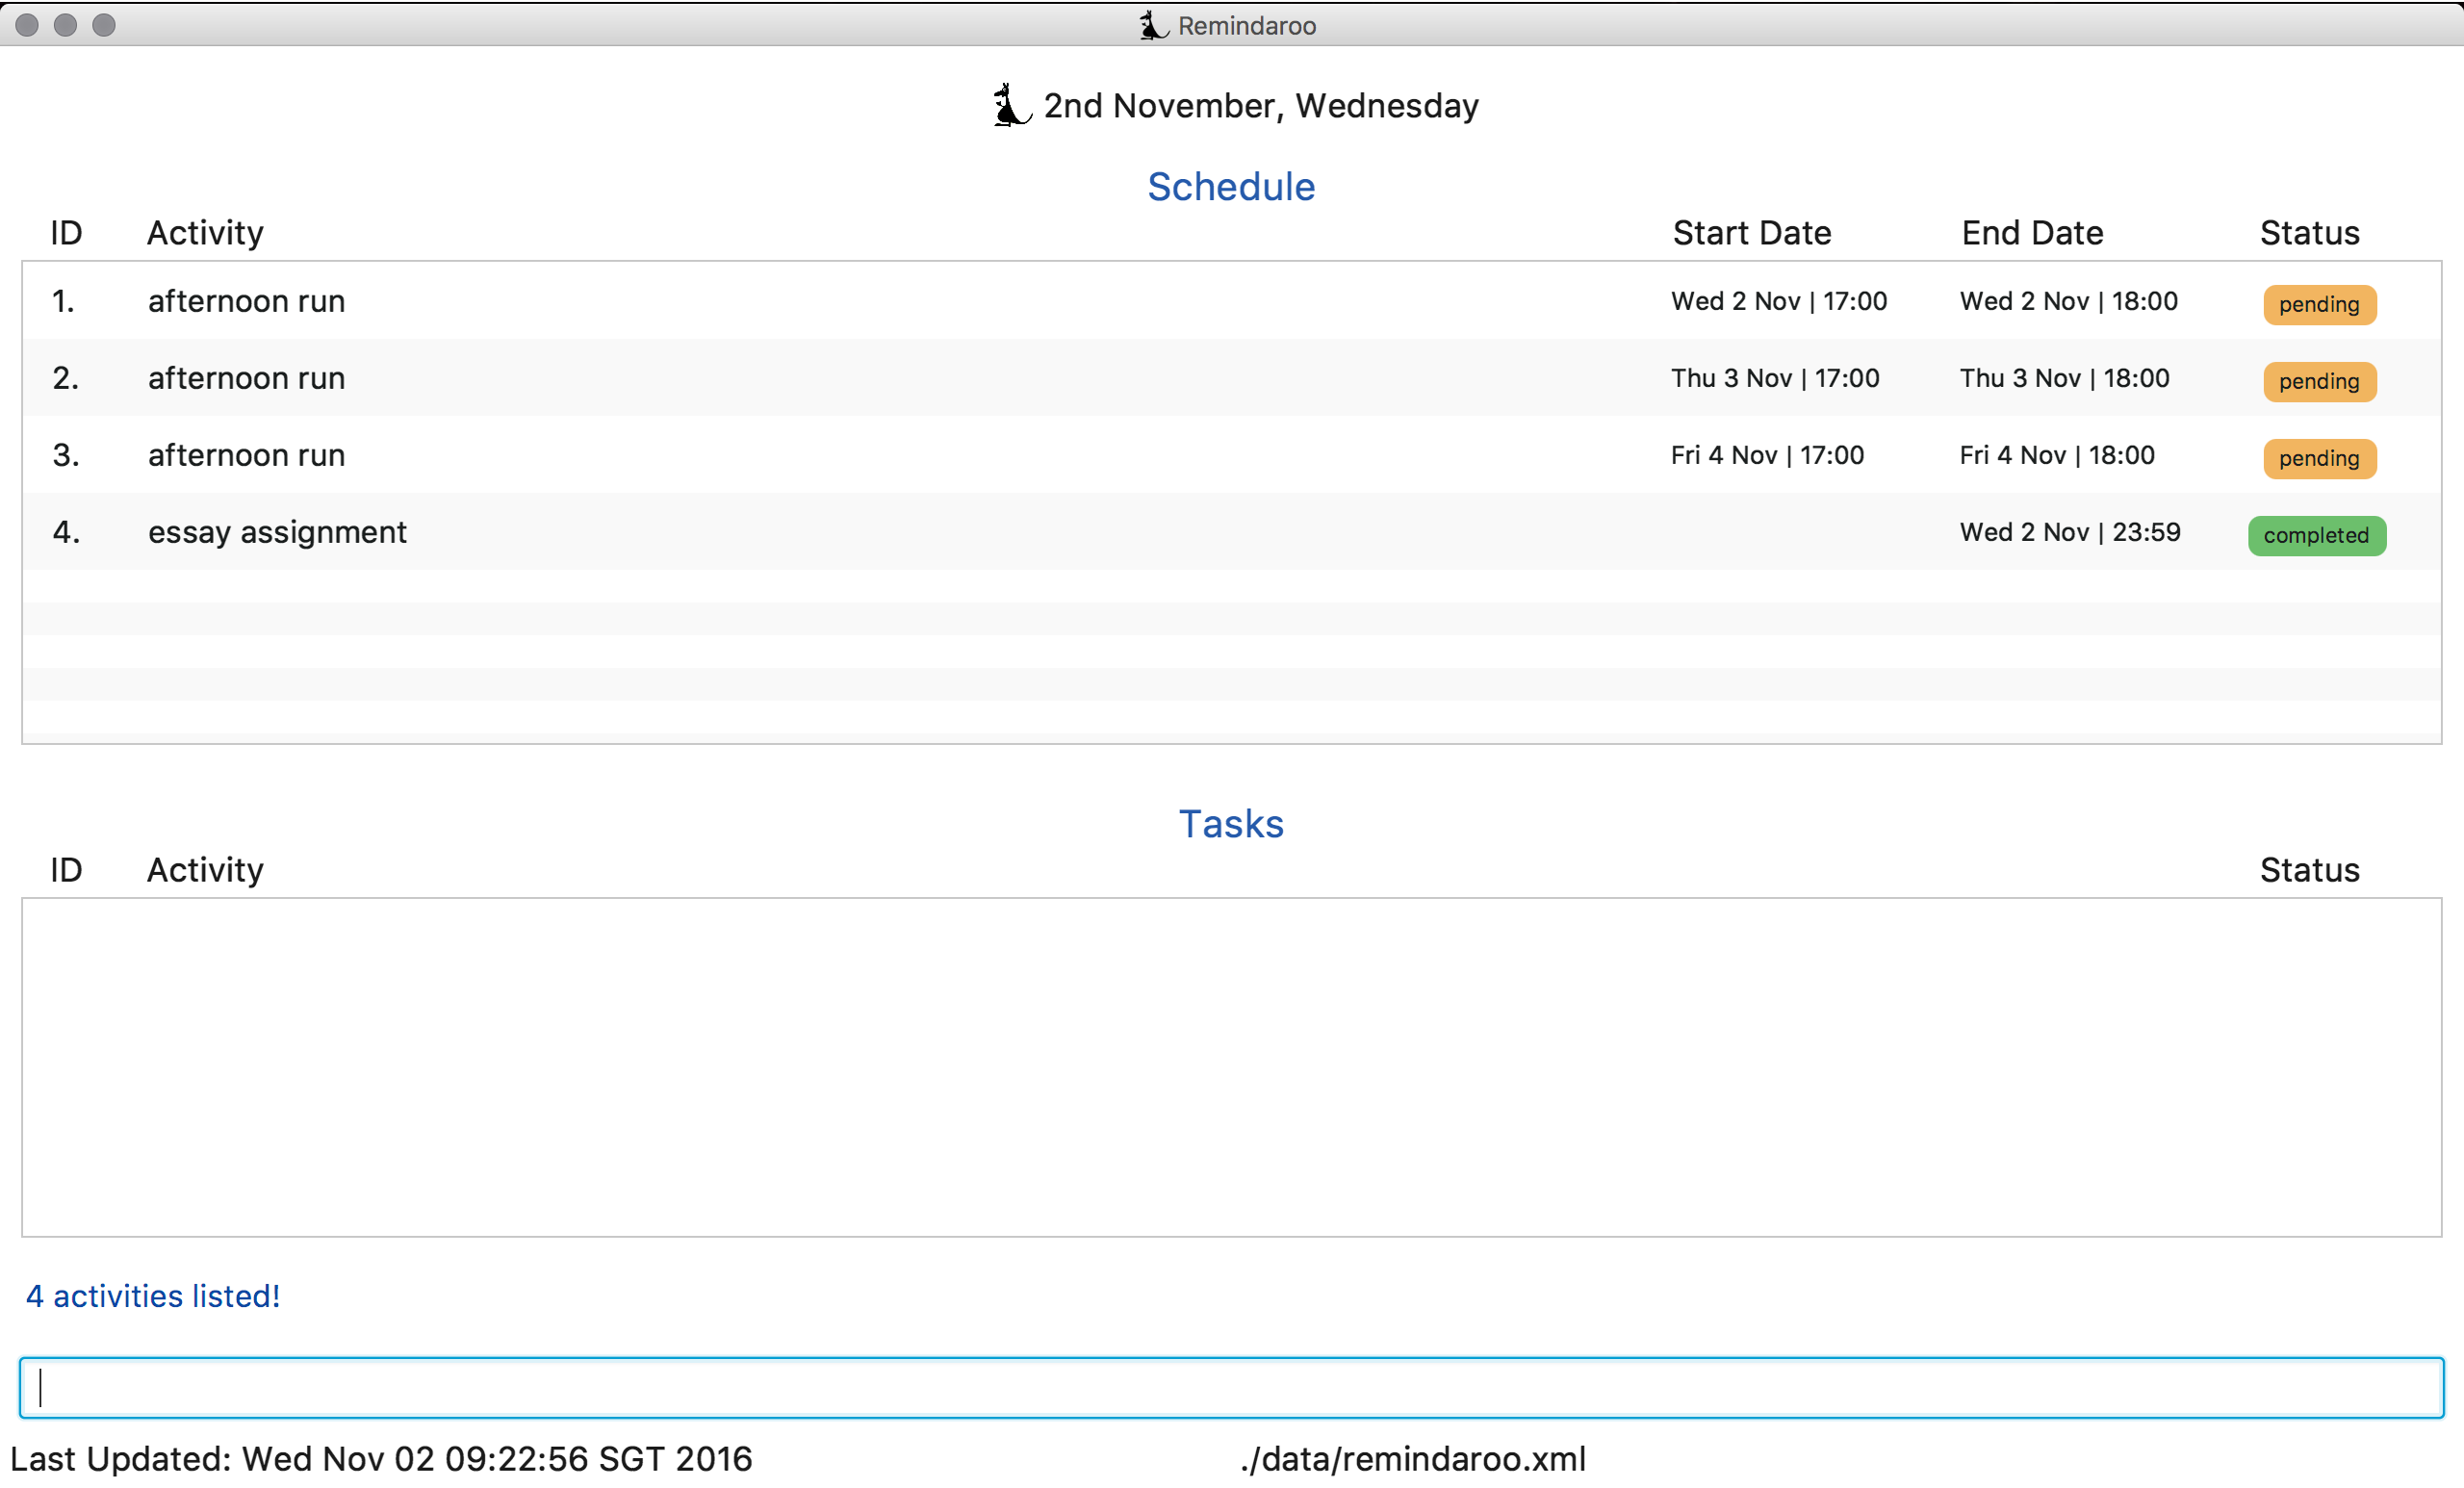 Remindaroo
2nd November, Wednesday
Schedule
ID Activity Start Date End Date Status
1. afternoon run Wed 2 Nov | 17:00 Wed 2 Nov | 18:00 pending
2. afternoon run Thu 3 Nov | 17:00 Thu 3 Nov | 18:00 pending
3. afternoon run Fri 4 Nov | 17:00 Fri 4 Nov | 18:00 pending
4. essay assignment Wed 2 Nov | 23:59 completed
Tasks
ID Activity Status
4 activities listed!
Last Updated: Wed Nov 02 09:22:56 SGT 2016 ./data/remindaroo.xml